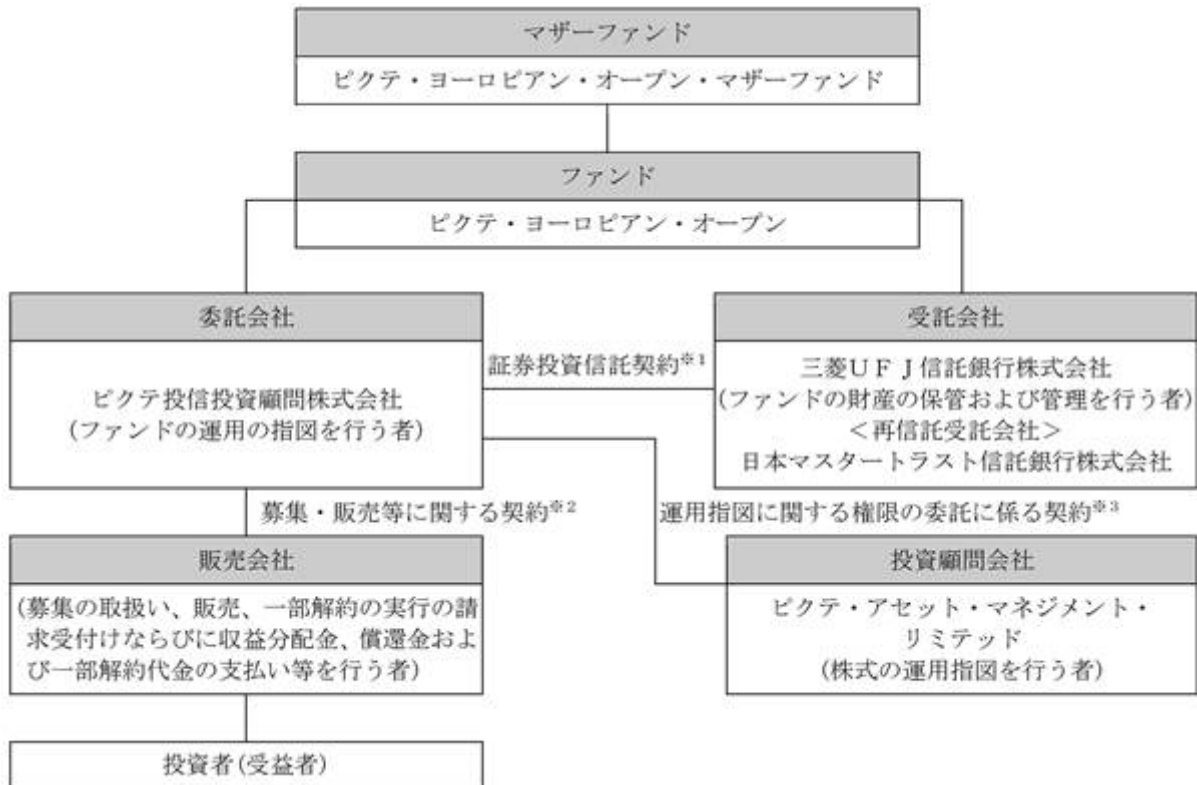 マザーファンド
ピクテ・ヨーロピアン・オープン・マザーファンド
ファンド
ピクテ・ヨーロピアン・オープン
委託会社
ピクテ投信投資顧問株式会社
(ファンドの運用の指図を行う者)
証券投資信託契約※1
受託会社
三菱UFJ信託銀行株式会社
(ファンドの財産の保管および管理を行う者)
<再信託受託会社>
日本マスタートラスト信託銀行株式会社
募集・販売等に関する契約※2
運用指図に関する権限の委託に係る契約※3
販売会社
(募集の取扱い、販売、一部解約の実行の請
求受付けならびに収益分配金、償還金およ
び一部解約代金の支払い等を行う者)
投資顧問会社
ピクテ・アセット・マネジメント・
リミテッド
(株式の運用指図を行う者)
投資者(受益者)